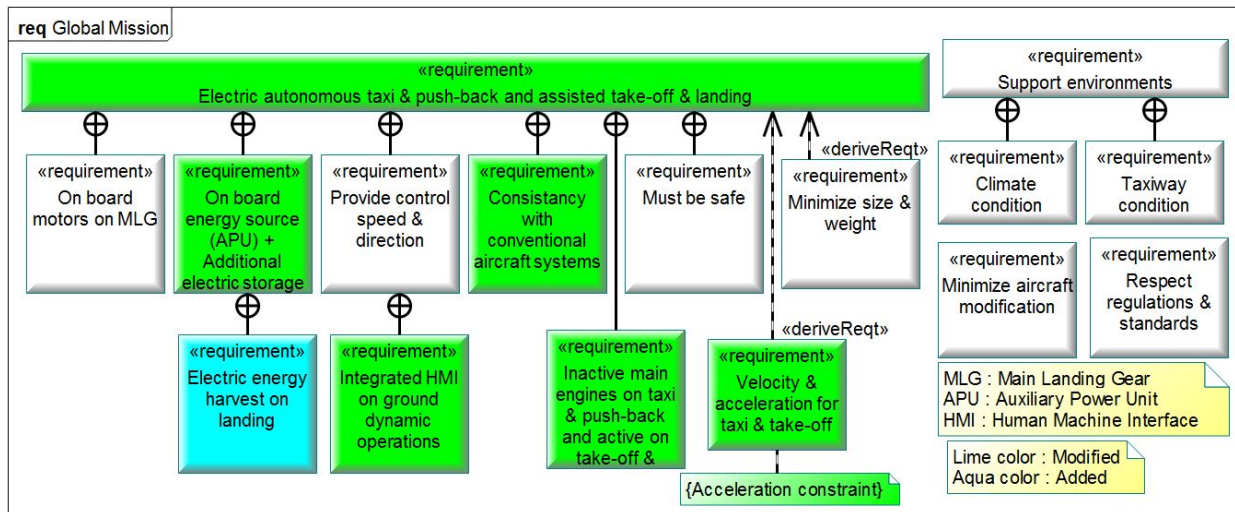 req Global Mission
«requirement»
Electric autonomous taxi & push-back and assisted take-off & landing
«requirement»
Support environments
«requirement»
On board
motors on MLG
«requirement»
On board
energy source
(APU) +
Additional
electric storage
«requirement»
Provide control
speed &
direction
«requirement»
Consistancy
with
conventional
aircraft systems
«requirement»
Must be safe
«deriveReqt»
«requirement»
Minimize size &
weight
«requirement»
Climate
condition
«requirement»
Taxiway
condition
«requirement»
Minimize aircraft
modification
«requirement»
Respect
regulations &
standards
«requirement»
Electric energy
harvest on
landing
«requirement»
Integrated HMI
on ground
dynamic
operations
«requirement»
Inactive main
engines on taxi
& push-back
and active on
take-off &
«deriveReqt»
«requirement»
Velocity &
acceleration for
taxi & take-off
{Acceleration constraint}
MLG : Main Landing Gear
APU : Auxiliary Power Unit
HMI : Human Machine Interface
Lime color : Modified
Aqua color : Added